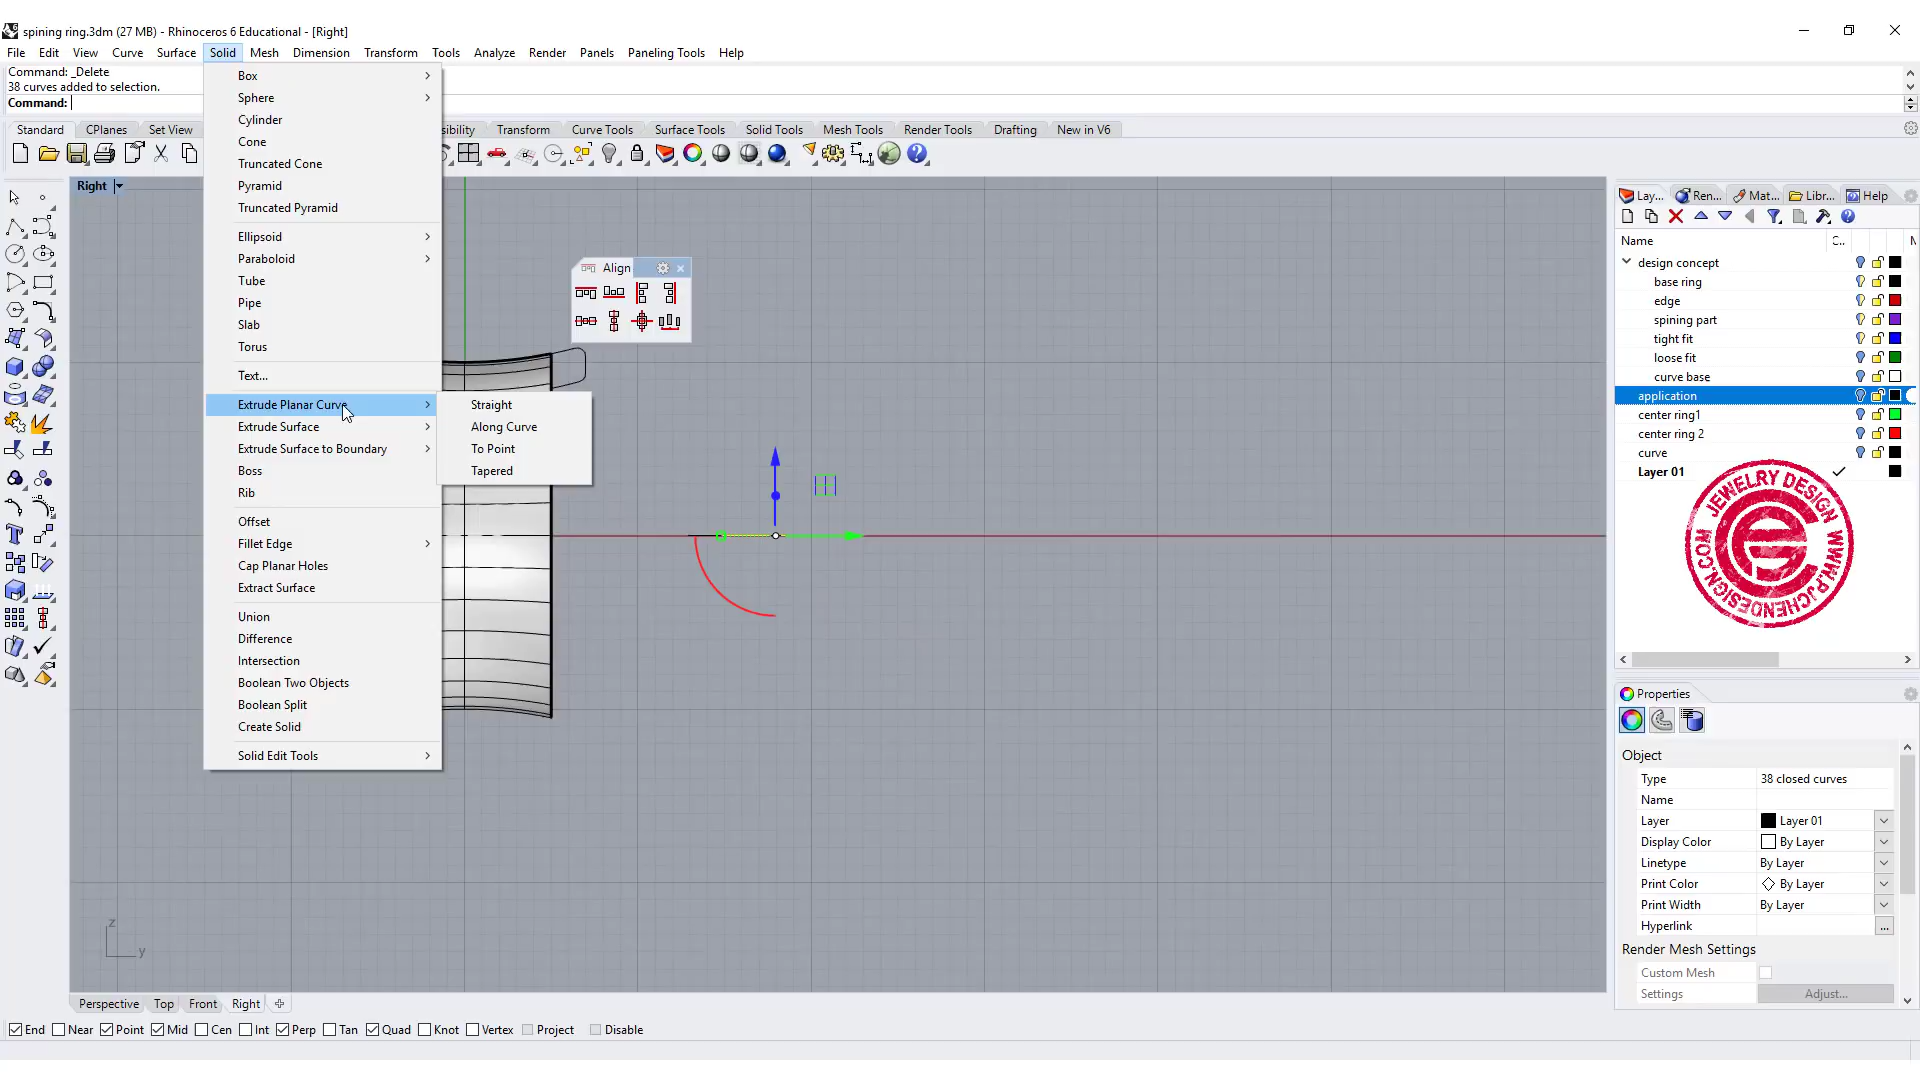 spining ring.3dm (27 MB) - Rhinoceros 6 Educational - [Right]
File Edit View Curve Surface Solid Mesh Dimension Transform Tools Analyze Render Panels Paneling Tools Help
Command: _Delete
38 curves added to selection.
Command:
Standard CPlanes Set View sibility Transform Curve Tools Surface Tools Solid Tools Mesh Tools Render Tools Drafting New in V6
Right
Box
Sphere
Cylinder
Cone
Truncated Cone
Pyramid
Truncated Pyramid
Ellipsoid
Paraboloid
Tube
Pipe
Slab
Torus
Text...
Extrude Planar Curve
Extrude Surface
Extrude Surface to Boundary
Boss
Rib
Offset
Fillet Edge
Cap Planar Holes
Extract Surface
Union
Difference
Intersection
Boolean Two Objects
Boolean Split
Create Solid
Solid Edit Tools
Straight
Along Curve
To Point
Tapered
Align
z
y
Lay... Ren... Mat... Libr... Help
Name C.. M
design concept
base ring
edge
spining part
tight fit
loose fit
curve base
application
center ring1
center ring 2
curve
Layer 01
JEWELRY DESIGN
WWW.PJCHENDESIGN.COM
Properties
Object
Type 38 closed curves
Name
Layer Layer 01
Display Color By Layer
Linetype By Layer
Print Color By Layer
Print Width By Layer
Hyperlink ...
Render Mesh Settings
Custom Mesh
Settings Adjust...
Perspective Top Front Right
End Near Point Mid Cen Int Perp Tan Quad Knot Vertex Project Disable